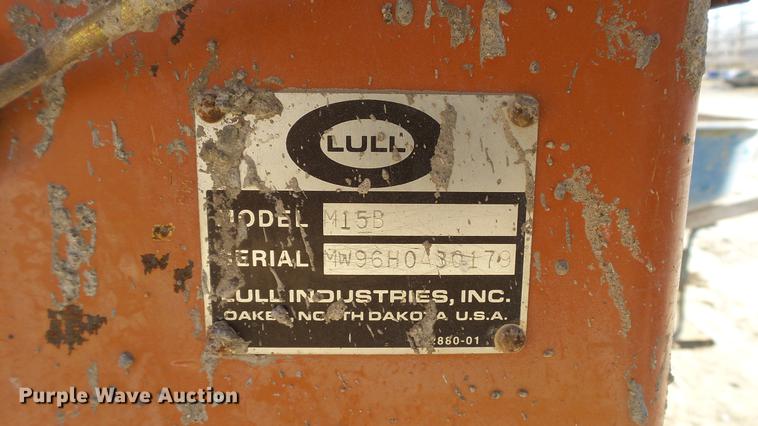 LULL
MODEL M15B
SERIAL MW96H0430179
LULL INDUSTRIES, INC.
OAKES, NORTH DAKOTA U.S.A.
2880-01
Purple Wave Auction